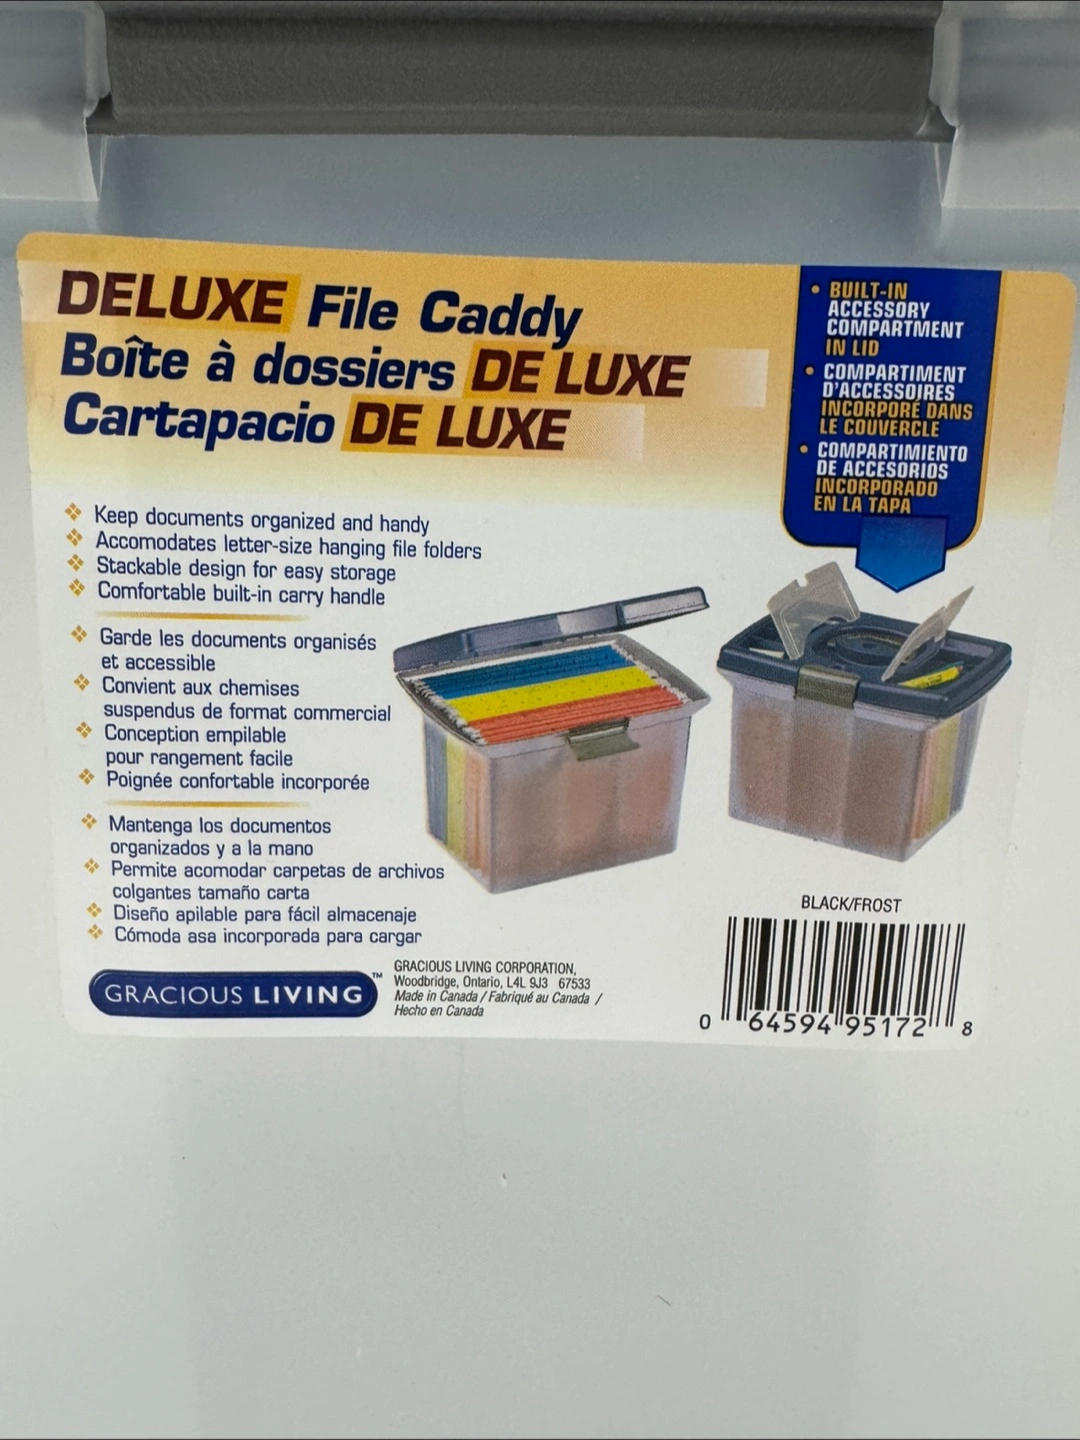 DELUXE File Caddy
Boîte à dossiers DE LUXE
Cartapacio DE LUXE
• BUILT-IN
ACCESSORY
COMPARTMENT
IN LID
• COMPARTIMENT
D'ACCESSOIRES
INCORPORÉ DANS
LE COUVERCLE
• COMPARTIMIENTO
DE ACCESORIOS
INCORPORADO
EN LA TAPA
Keep documents organized and handy
Accomodates letter-size hanging file folders
Stackable design for easy storage
Comfortable built-in carry handle
Garde les documents organisés
et accessible
Convient aux chemises
suspendus de format commercial
Conception empilable
pour rangement facile
Poignée confortable incorporée
Mantenga los documentos
organizados y a la mano
Permite acomodar carpetas de archivos
colgantes tamaño carta
Diseño apilable para fácil almacenaje
Cómoda asa incorporada para cargar
GRACIOUS LIVING™
GRACIOUS LIVING CORPORATION,
Woodbridge, Ontario, L4L 9J3 67533
Made in Canada / Fabriqué au Canada /
Hecho en Canada
BLACK/FROST
0 64594 95172 8